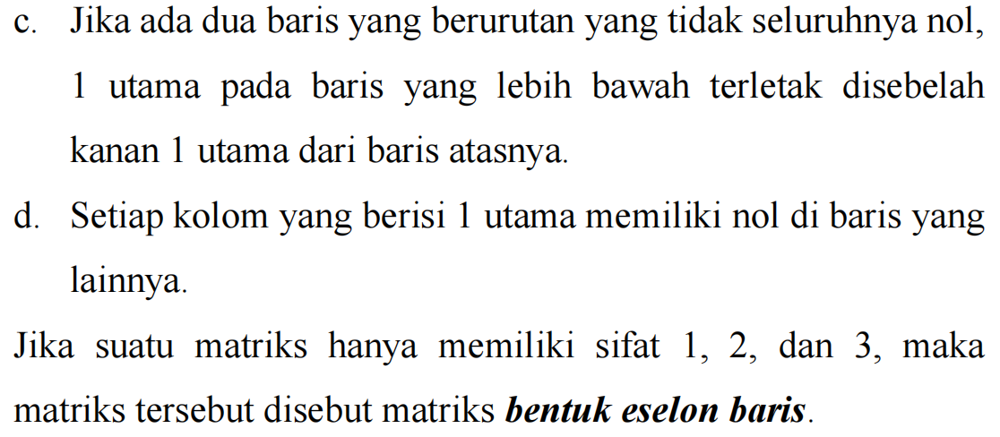 c. Jika ada dua baris yang berurutan yang tidak seluruhnya nol,
1 utama pada baris yang lebih bawah terletak disebelah
kanan 1 utama dari baris atasnya.
d. Setiap kolom yang berisi 1 utama memiliki nol di baris yang
lainnya.
Jika suatu matriks hanya memiliki sifat 1, 2, dan 3, maka
matriks tersebut disebut matriks bentuk eselon baris.